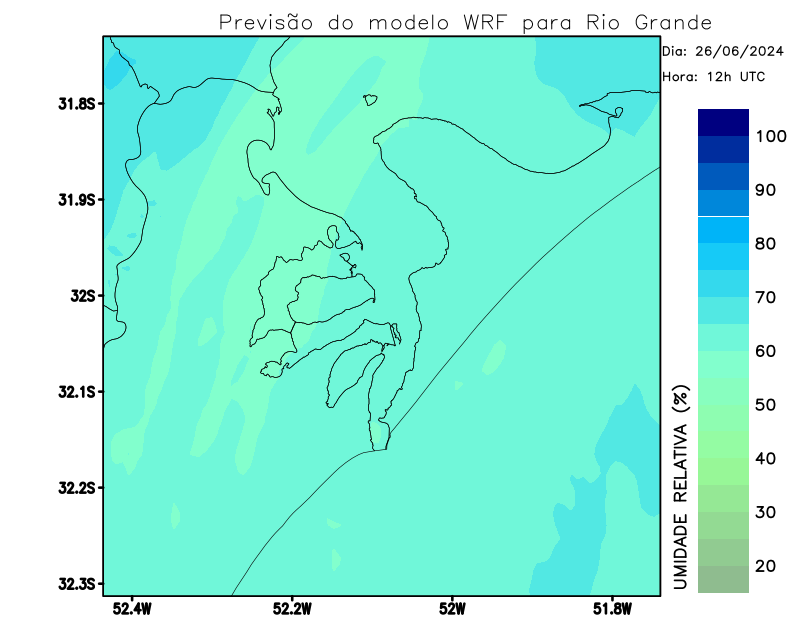 Previsão do modelo WRF para Rio Grande
Dia: 26/06/2024
Hora: 12h UTC
31.8S
31.9S
32S
32.1S
32.2S
32.3S
52.4W
52.2W
52W
51.8W
100
90
80
70
60
50
40
30
20
UMIDADE RELATIVA (%)